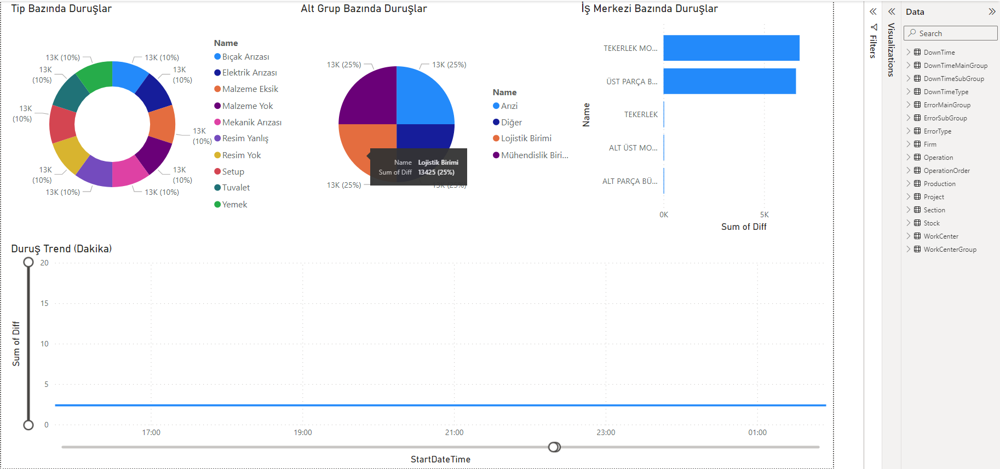 Tip Bazında Duruşlar
13K (10%)
13K (10%)
13K
(10%)
13K
(10%)
13K
(10%)
13K
(10%)
13K
(10%)
13K
(10%)
13K (10%)
13K (10%)
Name
Bıçak Arızası
Elektrik Arızası
Malzeme Eksik
Malzeme Yok
Mekanik Arızası
Resim Yanlış
Resim Yok
Setup
Tuvalet
Yemek
Alt Grup Bazında Duruşlar
13K (25%)
13K (25%)
13K (25%)
13K (25%)
Name Lojistik Birimi
Sum of Diff 13425 (25%)
Name
Arızi
Diğer
Lojistik Birimi
Mühendislik Biri...
İş Merkezi Bazında Duruşlar
Name
TEKERLEK MO...
ÜST PARÇA B...
TEKERLEK
ALT ÜST MO...
ALT PARÇA BÜ...
0K
5K
Sum of Diff
Duruş Trend (Dakika)
Sum of Diff
20
15
10
5
0
17:00
19:00
21:00
23:00
01:00
StartDateTime
Filters
Visualizations
Data
Search
DownTime
DownTimeMainGroup
DownTimeSubGroup
DownTimeType
ErrorMainGroup
ErrorSubGroup
ErrorType
Firm
Operation
OperationOrder
Production
Project
Section
Stock
WorkCenter
WorkCenterGroup